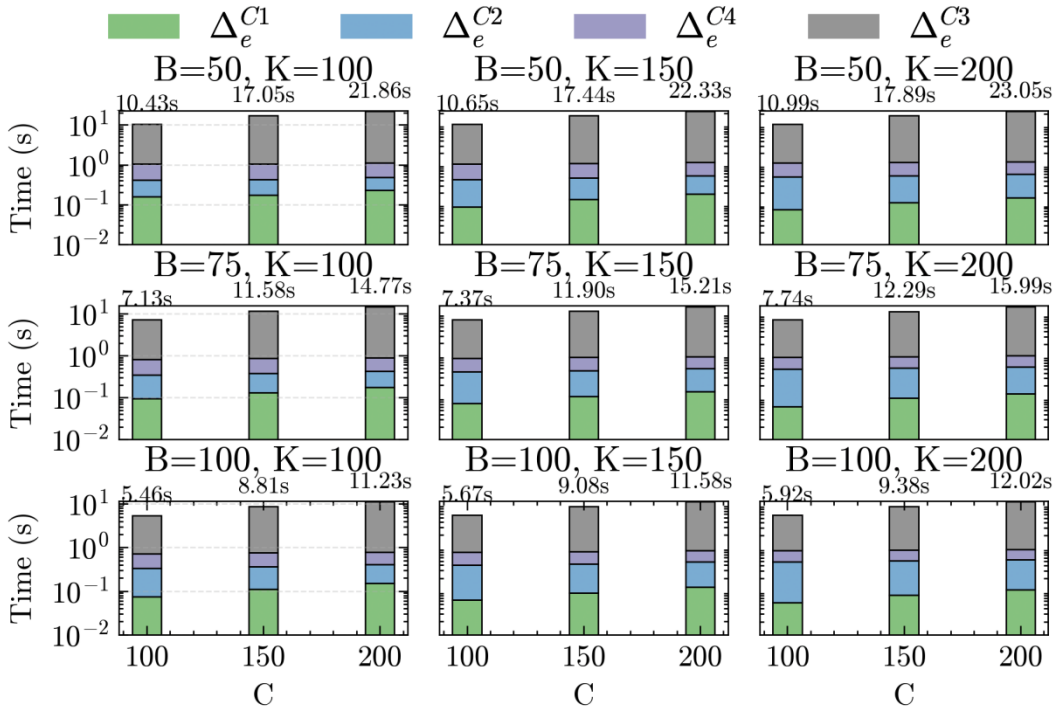 Δ_e^{C1} Δ_e^{C2} Δ_e^{C4} Δ_e^{C3}
B=50, K=100 B=50, K=150 B=50, K=200
10.43s 17.05s 21.86s 10.65s 17.44s 22.33s 10.99s 17.89s 23.05s
Time (s)
10^1
10^0
10^{-1}
10^{-2}
B=75, K=100 B=75, K=150 B=75, K=200
7.13s 11.58s 14.77s 7.37s 11.90s 15.21s 7.74s 12.29s 15.99s
Time (s)
10^1
10^0
10^{-1}
10^{-2}
B=100, K=100 B=100, K=150 B=100, K=200
5.46s 8.81s 11.23s 5.67s 9.08s 11.58s 5.92s 9.38s 12.02s
Time (s)
10^1
10^0
10^{-1}
10^{-2}
100 150 200 100 150 200 100 150 200
C C C